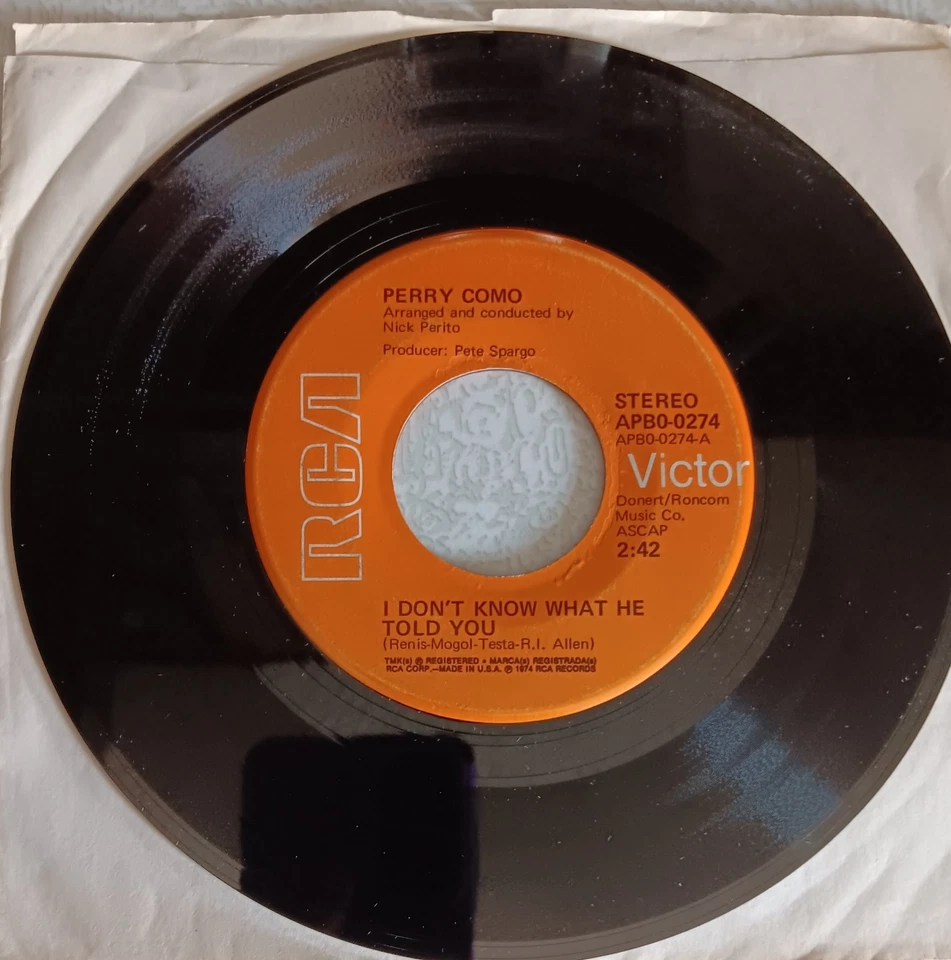 PERRY COMO
Arranged and conducted by
Nick Perito
Producer: Pete Spargo
RCA
STEREO
APB0-0274
APB0-0274-A
Victor
Donert/Roncom
Music Co.
ASCAP
2:42
I DON'T KNOW WHAT HE
TOLD YOU
(Renis-Mogol-Testa-R.I. Allen)
TMK(s) ® REGISTERED • MARCA(s) REGISTRADA(s)
RCA CORP.—MADE IN U.S.A. ℗ 1974 RCA RECORDS